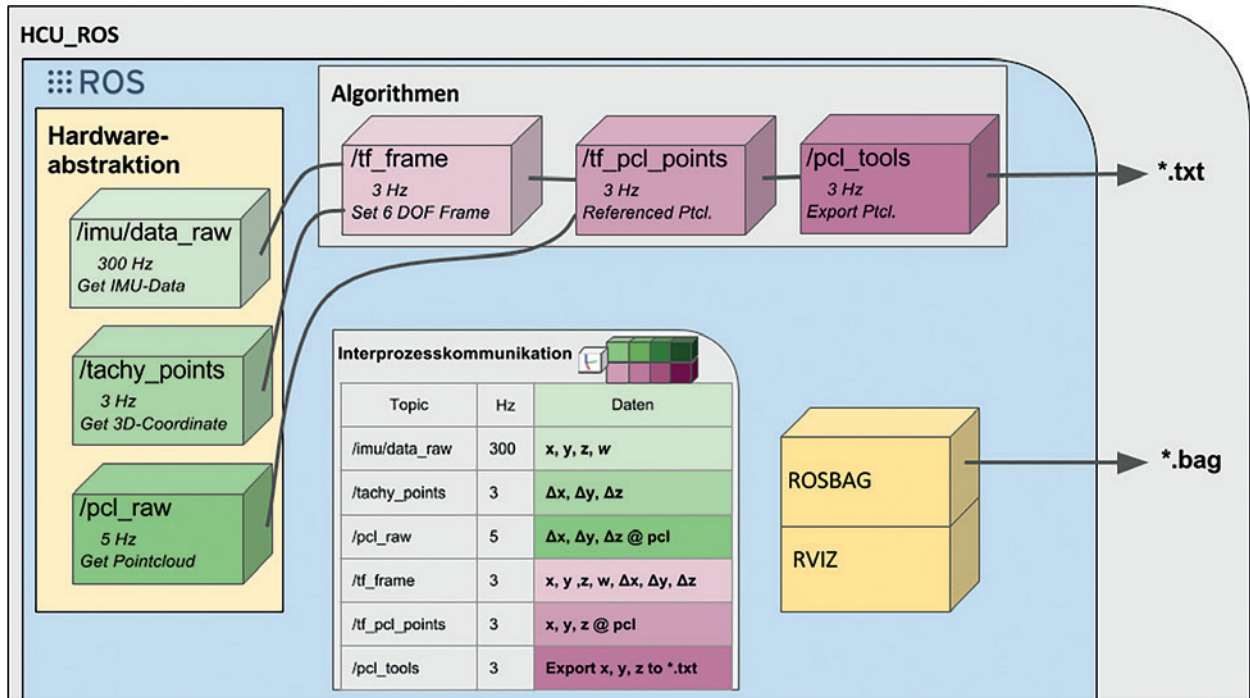 HCU_ROS
ROS
Hardware-
abstraktion
/imu/data_raw
300 Hz
Get IMU-Data
/tachy_points
3 Hz
Get 3D-Coordinate
/pcl_raw
5 Hz
Get Pointcloud
Algorithmen
/tf_frame
3 Hz
Set 6 DOF Frame
/tf_pcl_points
3 Hz
Referenced Ptcl.
/pcl_tools
3 Hz
Export Ptcl.
*.txt
Interprozesskommunikation
Topic Hz Daten
/imu/data_raw 300 x, y, z, w
/tachy_points 3 Δx, Δy, Δz
/pcl_raw 5 Δx, Δy, Δz @ pcl
/tf_frame 3 x, y ,z, w, Δx, Δy, Δz
/tf_pcl_points 3 x, y, z @ pcl
/pcl_tools 3 Export x, y, z to *.txt
ROSBAG
RVIZ
*.bag